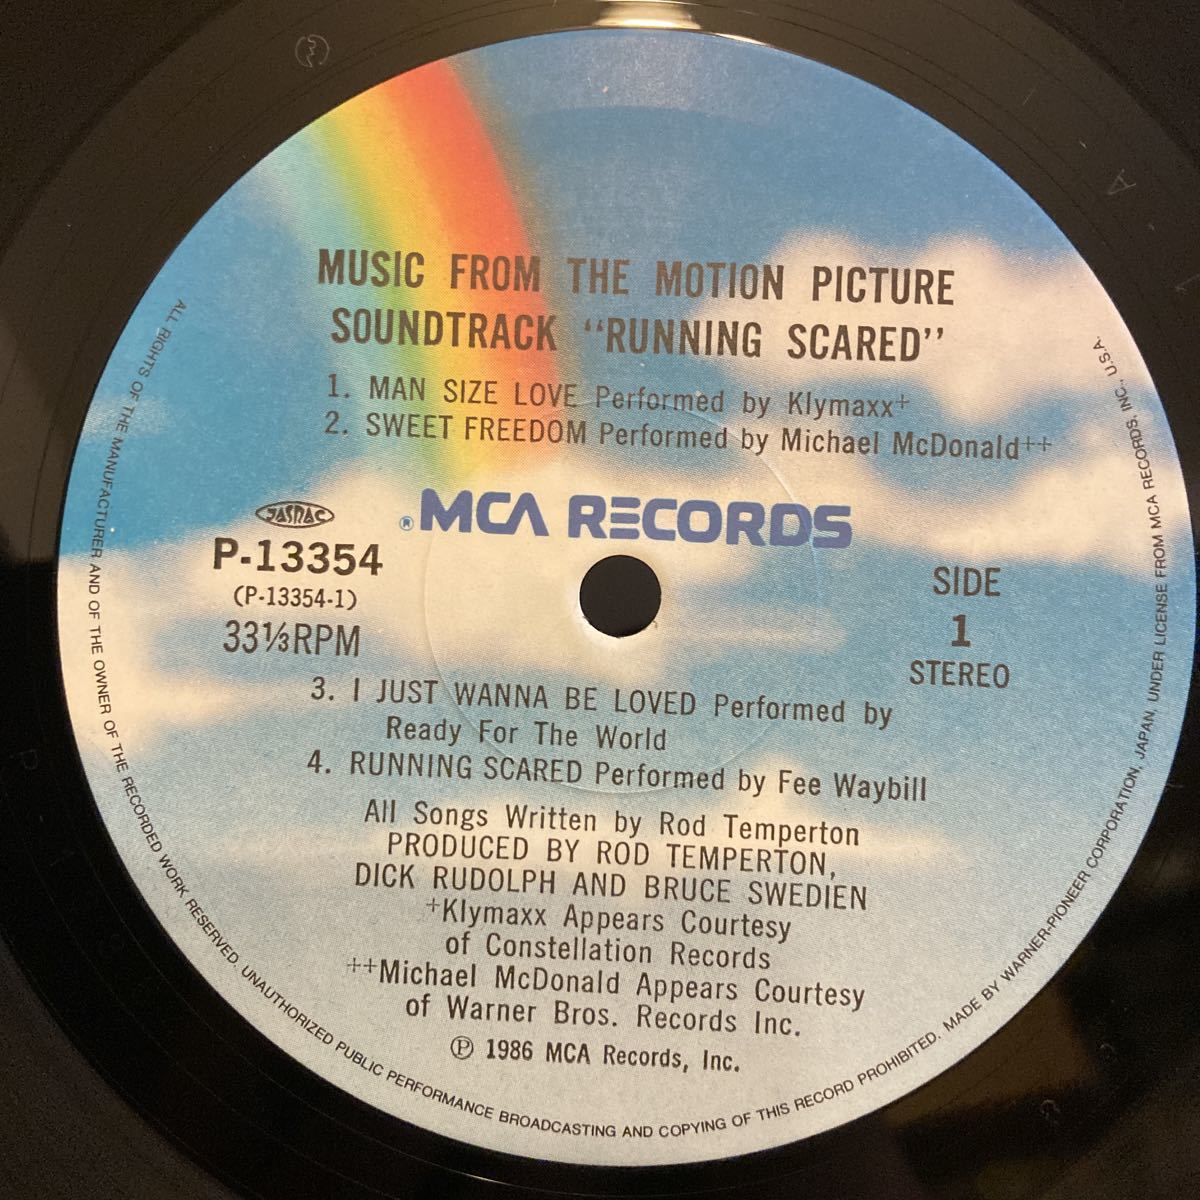 MUSIC FROM THE MOTION PICTURE
SOUNDTRACK “RUNNING SCARED”
1. MAN SIZE LOVE Performed by Klymaxx+
2. SWEET FREEDOM Performed by Michael McDonald++
®MCA RECORDS
JASRAC
P-13354
(P-13354-1)
33⅓RPM
SIDE
1
STEREO
3. I JUST WANNA BE LOVED Performed by
Ready For The World
4. RUNNING SCARED Performed by Fee Waybill
All Songs Written by Rod Temperton
PRODUCED BY ROD TEMPERTON,
DICK RUDOLPH AND BRUCE SWEDIEN
+Klymaxx Appears Courtesy
of Constellation Records
++Michael McDonald Appears Courtesy
of Warner Bros. Records Inc.
Ⓟ 1986 MCA Records, Inc.
ALL RIGHTS OF THE MANUFACTURER AND OF THE OWNER OF THE RECORDED WORK RESERVED. UNAUTHORIZED PUBLIC PERFORMANCE BROADCASTING AND COPYING OF THIS RECORD PROHIBITED. MADE BY WARNER-PIONEER CORPORATION, JAPAN. UNDER LICENSE FROM MCA RECORDS, INC., U.S.A.